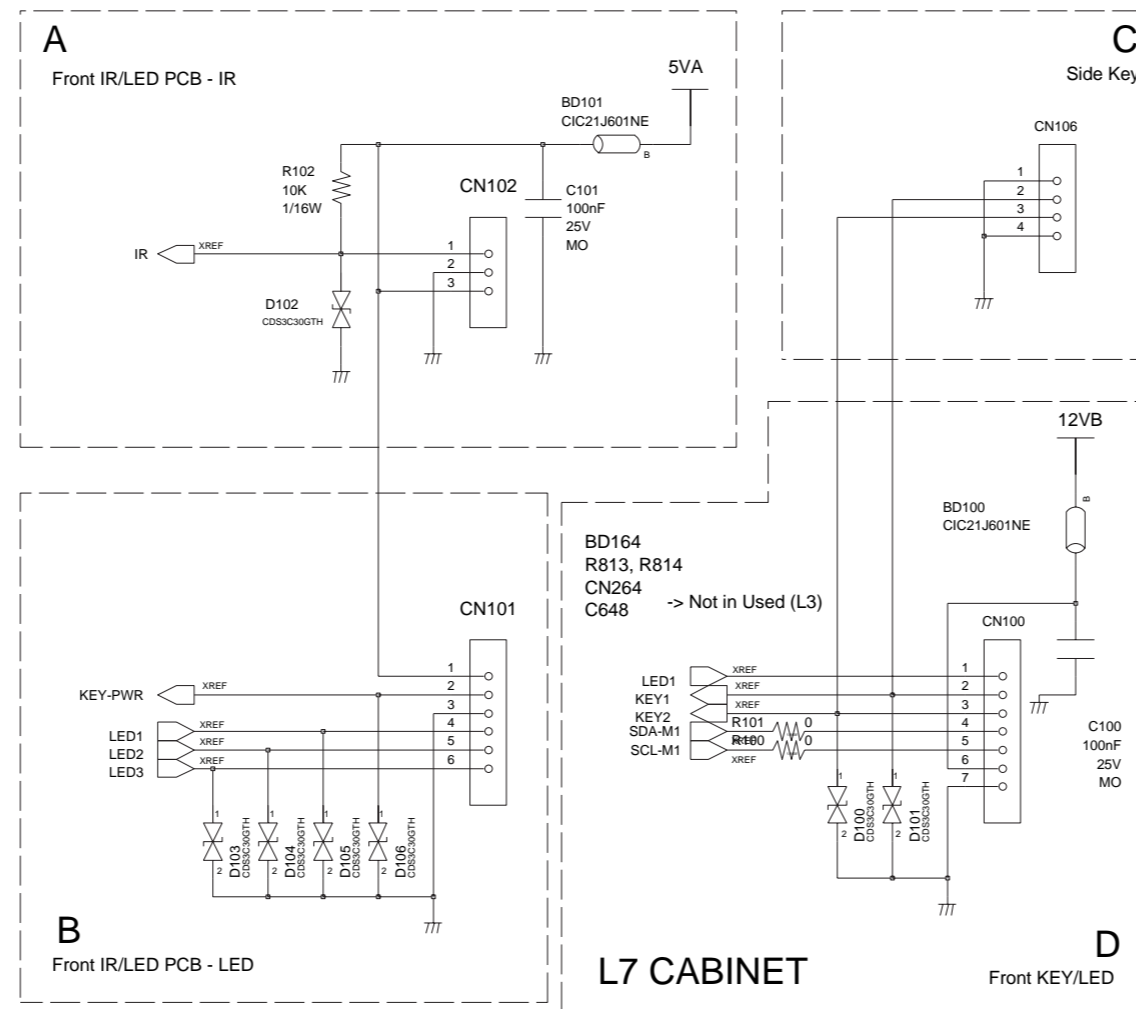 A
Front IR/LED PCB - IR
5VA
BD101
CIC21J601NE
B
R102
10K
1/16W
CN102
C101
100nF
25V
MO
IR
XREF
1
2
3
D102
CDS3C30GTH
C
Side Key
CN106
1
2
3
4
B
Front IR/LED PCB - LED
CN101
KEY-PWR
XREF
LED1
XREF
LED2
XREF
LED3
XREF
1
2
3
4
5
6
1
2
D103
CDS3C30GTH
1
2
D104
CDS3C30GTH
1
2
D105
CDS3C30GTH
1
2
D106
CDS3C30GTH
BD164
R813, R814
CN264
C648
-> Not in Used (L3)
12VB
BD100
CIC21J601NE
B
CN100
LED1
XREF
KEY1
XREF
KEY2
XREF
SDA-M1
R101
0
SCL-M1
XREF
R100
0
1
2
3
4
5
6
7
C100
100nF
25V
MO
1
2
D100
CDS3C30GTH
1
2
D101
CDS3C30GTH
L7 CABINET
D
Front KEY/LED